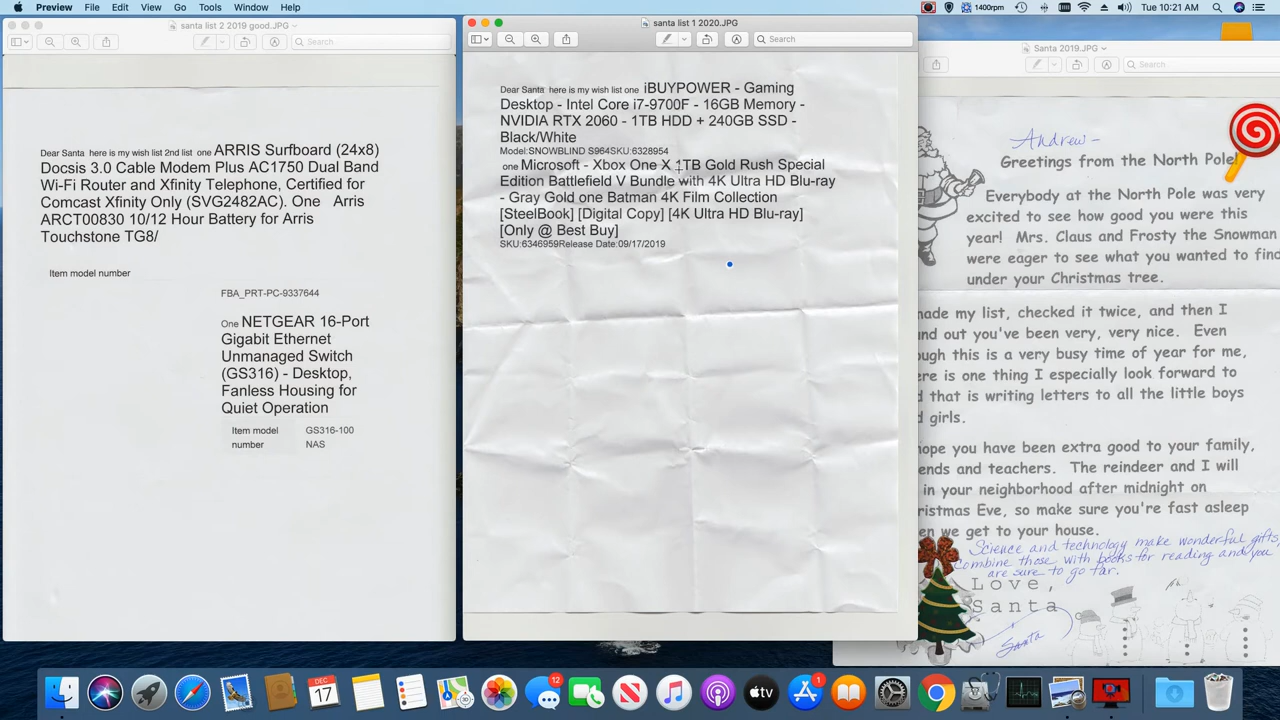 Preview File Edit View Go Tools Window Help
1400rpm Tue 10:21 AM
santa list 2 2019 good.JPG
Search
Dear Santa here is my wish list 2nd list one ARRIS Surfboard (24x8)
Docsis 3.0 Cable Modem Plus AC1750 Dual Band
Wi-Fi Router and Xfinity Telephone, Certified for
Comcast Xfinity Only (SVG2482AC). One Arris
ARCT00830 10/12 Hour Battery for Arris
Touchstone TG8/
Item model number
FBA_PRT-PC-9337644
One NETGEAR 16-Port
Gigabit Ethernet
Unmanaged Switch
(GS316) - Desktop,
Fanless Housing for
Quiet Operation
Item model GS316-100
number NAS
santa list 1 2020.JPG
Search
Dear Santa here is my wish list one iBUYPOWER - Gaming
Desktop - Intel Core i7-9700F - 16GB Memory -
NVIDIA RTX 2060 - 1TB HDD + 240GB SSD -
Black/White
Model:SNOWBLIND S964SKU:6328954
one Microsoft - Xbox One X 1TB Gold Rush Special
Edition Battlefield V Bundle with 4K Ultra HD Blu-ray
- Gray Gold one Batman 4K Film Collection
[SteelBook] [Digital Copy] [4K Ultra HD Blu-ray]
[Only @ Best Buy]
SKU:6346959Release Date:09/17/2019
Santa 2019.JPG
Search
Andrew-
Greetings from the North Pole!
Everybody at the North Pole was very
excited to see how good you were this
year! Mrs. Claus and Frosty the Snowman
were eager to see what you wanted to find
under your Christmas tree.
made my list, checked it twice, and then I
out you've been very, very nice. Even
this is a very busy time of year for me,
is one thing I especially look forward to
that is writing letters to all the little boys
girls.
hope you have been extra good to your family,
and teachers. The reindeer and I will
in your neighborhood after midnight on
Eve, so make sure you're fast asleep
we get to your house.
Science and technology make wonderful gifts,
Combine those with books for reading and you
are sure to go far.
Love,
Santa
Santa
DEC
17
12
1
tv